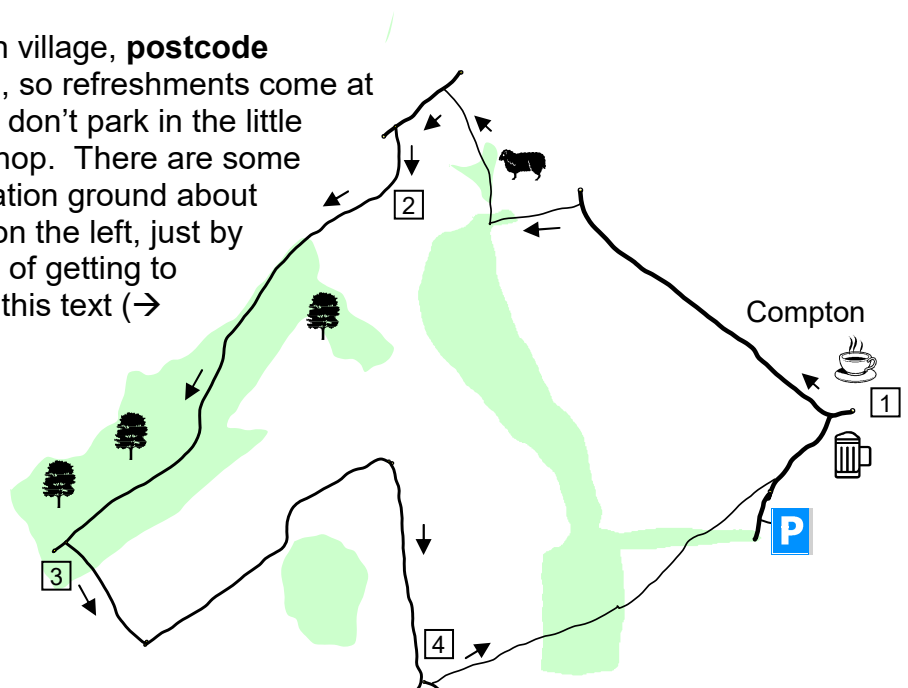 n village, postcode
, so refreshments come at
don’t park in the little
hop.  There are some
ation ground about
on the left, just by
of getting to
this text (→
2
Compton
1
P
3
4